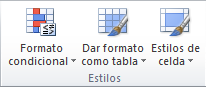 Formato condicional
Dar formato como tabla
Estilos de celda
Estilos